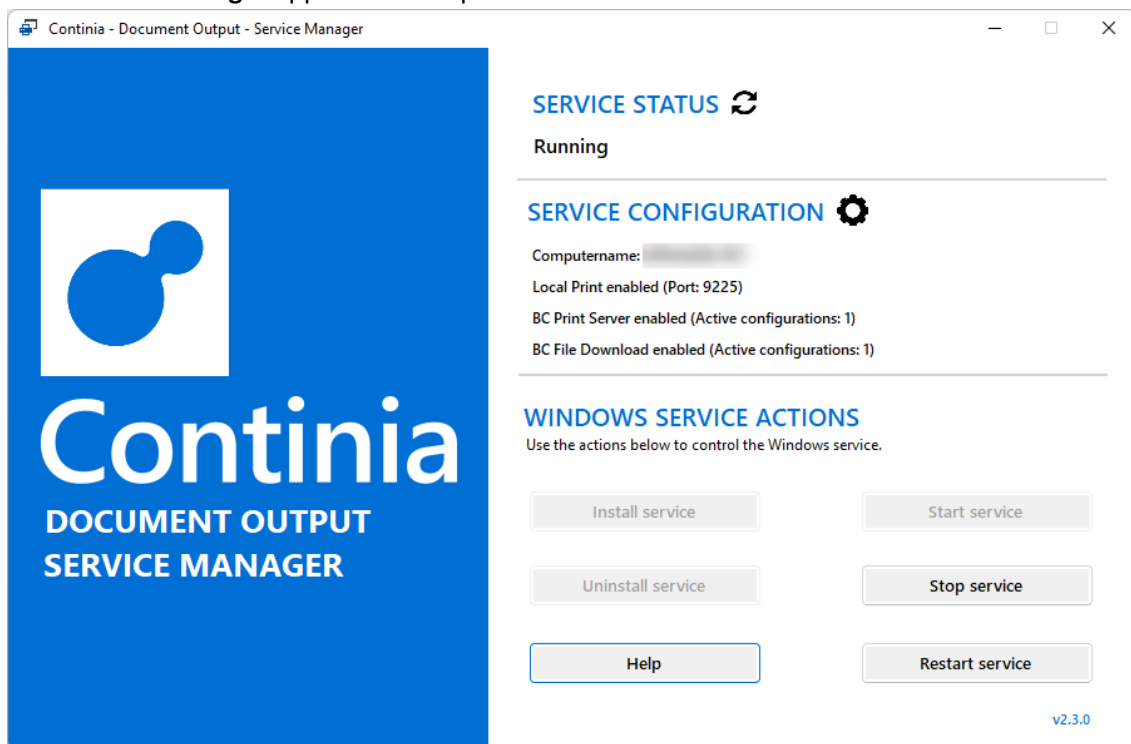 Continia - Document Output - Service Manager
SERVICE STATUS
Running
SERVICE CONFIGURATION
Computername:
Local Print enabled (Port: 9225)
BC Print Server enabled (Active configurations: 1)
BC File Download enabled (Active configurations: 1)
Continia
DOCUMENT OUTPUT
SERVICE MANAGER
WINDOWS SERVICE ACTIONS
Use the actions below to control the Windows service.
Install service
Start service
Uninstall service
Stop service
Help
Restart service
v2.3.0